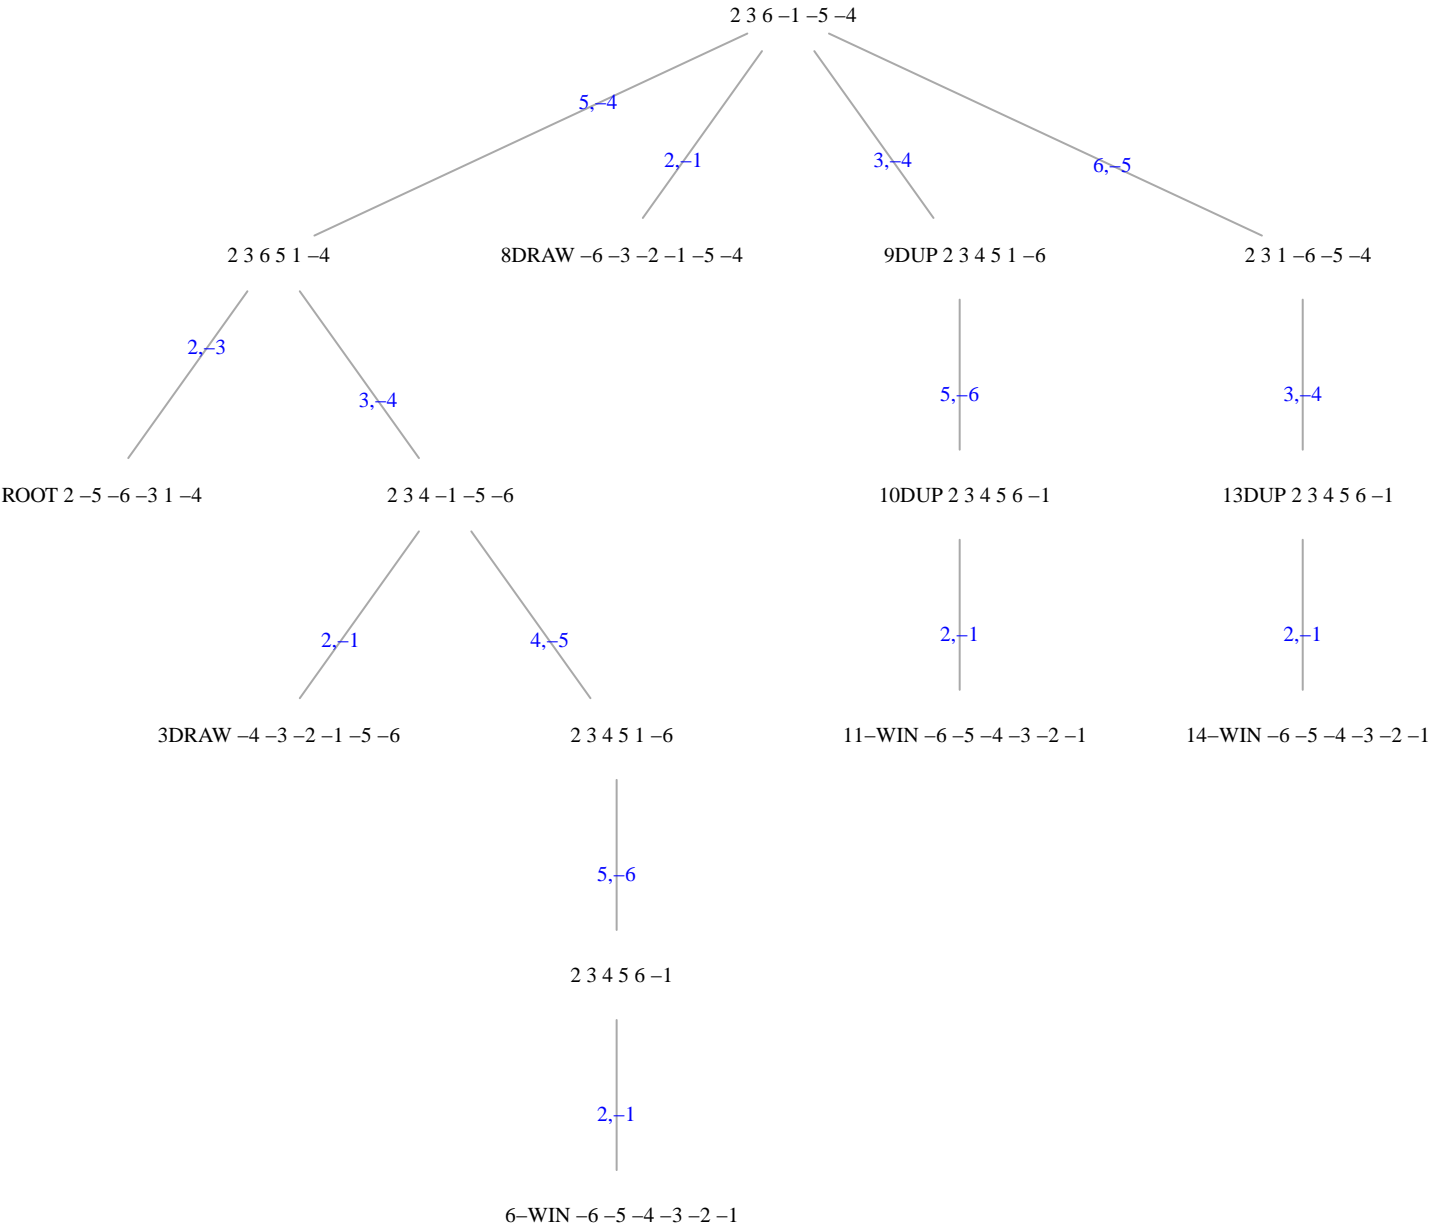 2 3 6 –1 –5 –4
5,–4
2,–1
3,–4
6,–5
2 3 6 5 1 –4
8DRAW –6 –3 –2 –1 –5 –4
9DUP 2 3 4 5 1 –6
2 3 1 –6 –5 –4
2,–3
3,–4
5,–6
3,–4
ROOT 2 –5 –6 –3 1 –4
2 3 4 –1 –5 –6
10DUP 2 3 4 5 6 –1
13DUP 2 3 4 5 6 –1
2,–1
4,–5
2,–1
2,–1
3DRAW –4 –3 –2 –1 –5 –6
2 3 4 5 1 –6
11–WIN –6 –5 –4 –3 –2 –1
14–WIN –6 –5 –4 –3 –2 –1
5,–6
2 3 4 5 6 –1
2,–1
6–WIN –6 –5 –4 –3 –2 –1